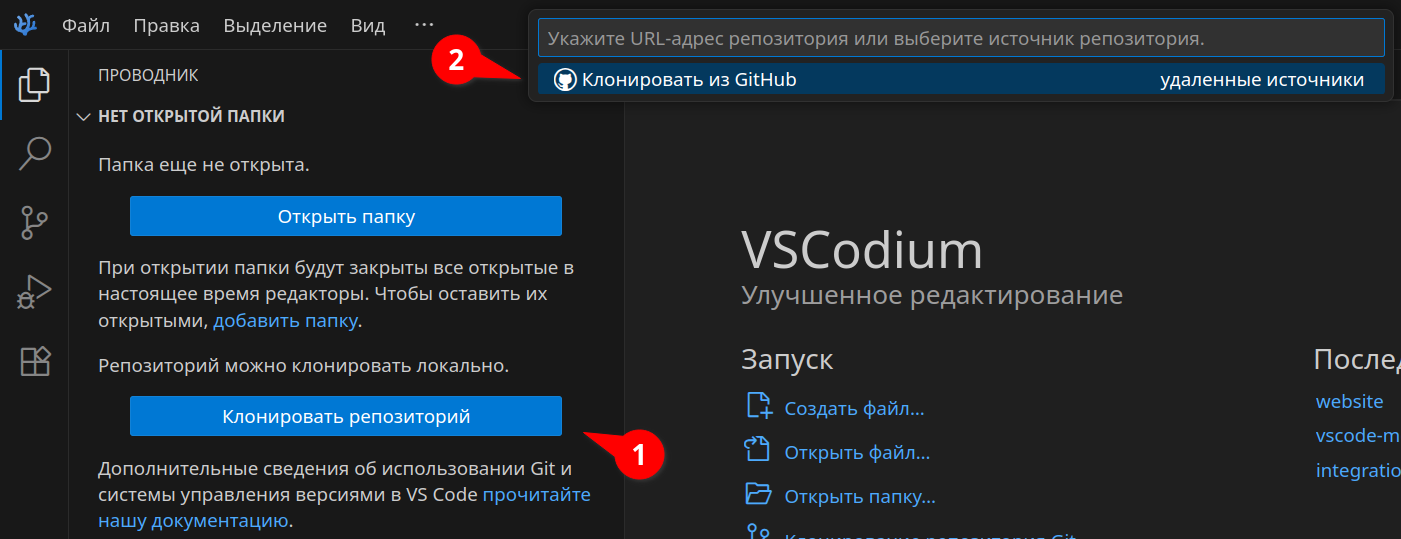 Файл Правка Выделение Вид ···
Укажите URL-адрес репозитория или выберите источник репозитория.
2
Клонировать из GitHub удаленные источники
ПРОВОДНИК
НЕТ ОТКРЫТОЙ ПАПКИ
Папка еще не открыта.
Открыть папку
При открытии папки будут закрыты все открытые в
настоящее время редакторы. Чтобы оставить их
открытыми, добавить папку.
Репозиторий можно клонировать локально.
Клонировать репозиторий
1
Дополнительные сведения об использовании Git и
системы управления версиями в VS Code прочитайте
нашу документацию.
VSCodium
Улучшенное редактирование
Запуск
Создать файл...
Открыть файл...
Открыть папку...
Клонирование репозитория Git...
Послед
website
vscode-m
integratio